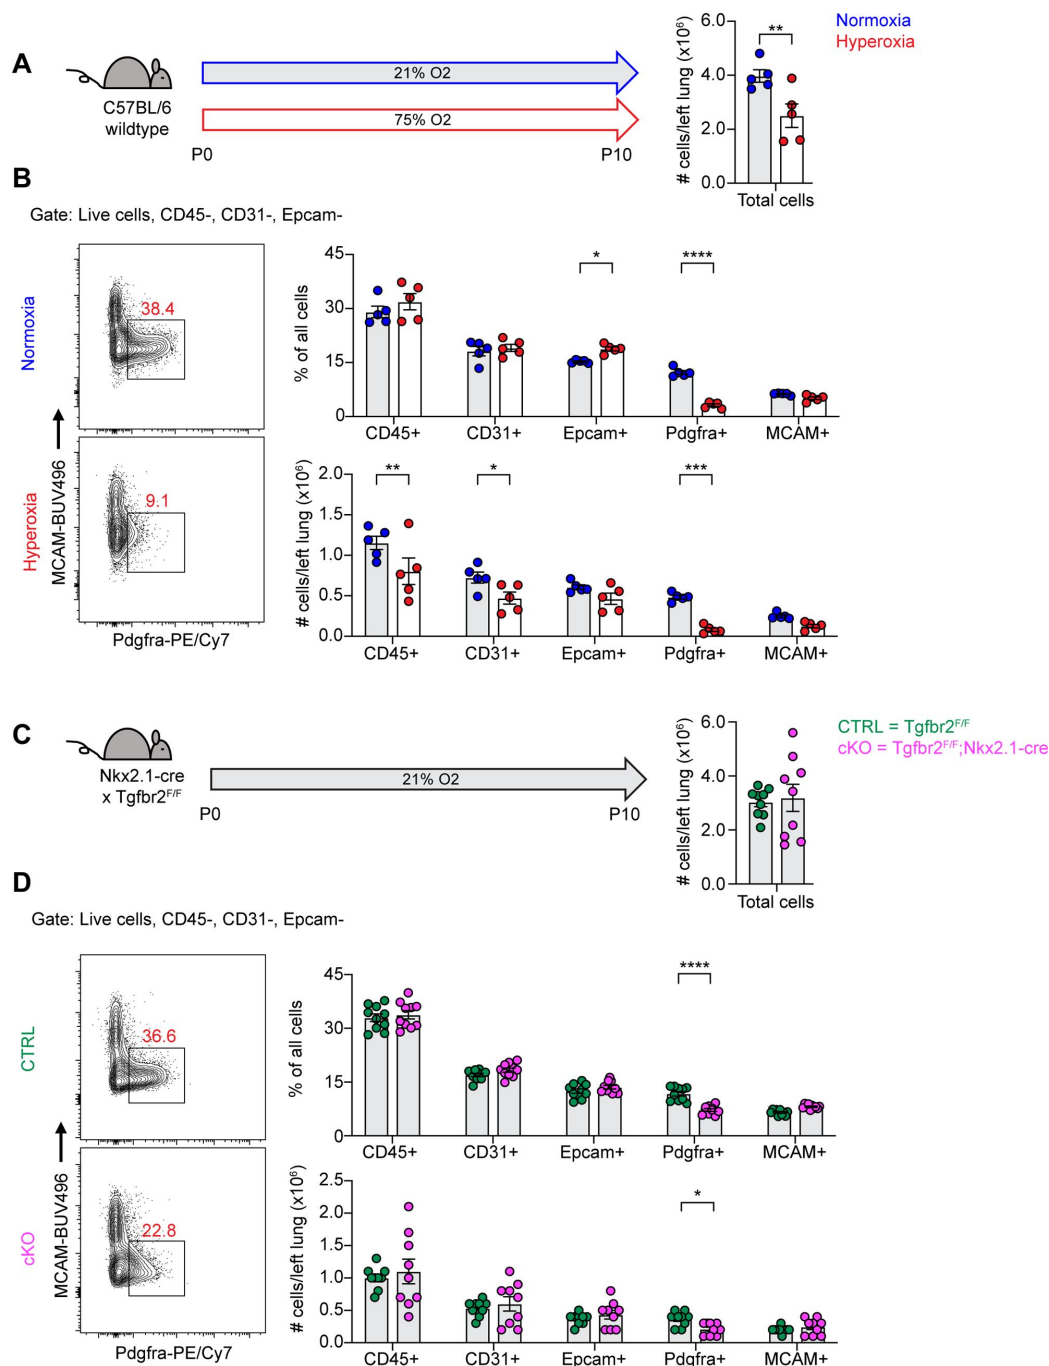 A
C57BL/6
wildtype
21% O2
75% O2
P0
P10
# cells/left lung (x10⁶)
6.0
4.0
2.0
0.0
**
Total cells
Normoxia
Hyperoxia
B
Gate: Live cells, CD45-, CD31-, Epcam-
Normoxia
38.4
Hyperoxia
9.1
MCAM-BUV496
Pdgfra-PE/Cy7
% of all cells
45
30
15
0
*
****
CD45+
CD31+
Epcam+
Pdgfra+
MCAM+
# cells/left lung (x10⁶)
2.0
1.5
1.0
0.5
0.0
**
*
***
CD45+
CD31+
Epcam+
Pdgfra+
MCAM+
C
Nkx2.1-cre
x Tgfbr2F/F
21% O2
P0
P10
# cells/left lung (x10⁶)
6.0
4.0
2.0
0.0
Total cells
CTRL = Tgfbr2F/F
cKO = Tgfbr2F/F;Nkx2.1-cre
D
Gate: Live cells, CD45-, CD31-, Epcam-
CTRL
36.6
cKO
22.8
MCAM-BUV496
Pdgfra-PE/Cy7
% of all cells
45
30
15
0
****
CD45+
CD31+
Epcam+
Pdgfra+
MCAM+
# cells/left lung (x10⁶)
2.5
2.0
1.5
1.0
0.5
0.0
*
CD45+
CD31+
Epcam+
Pdgfra+
MCAM+